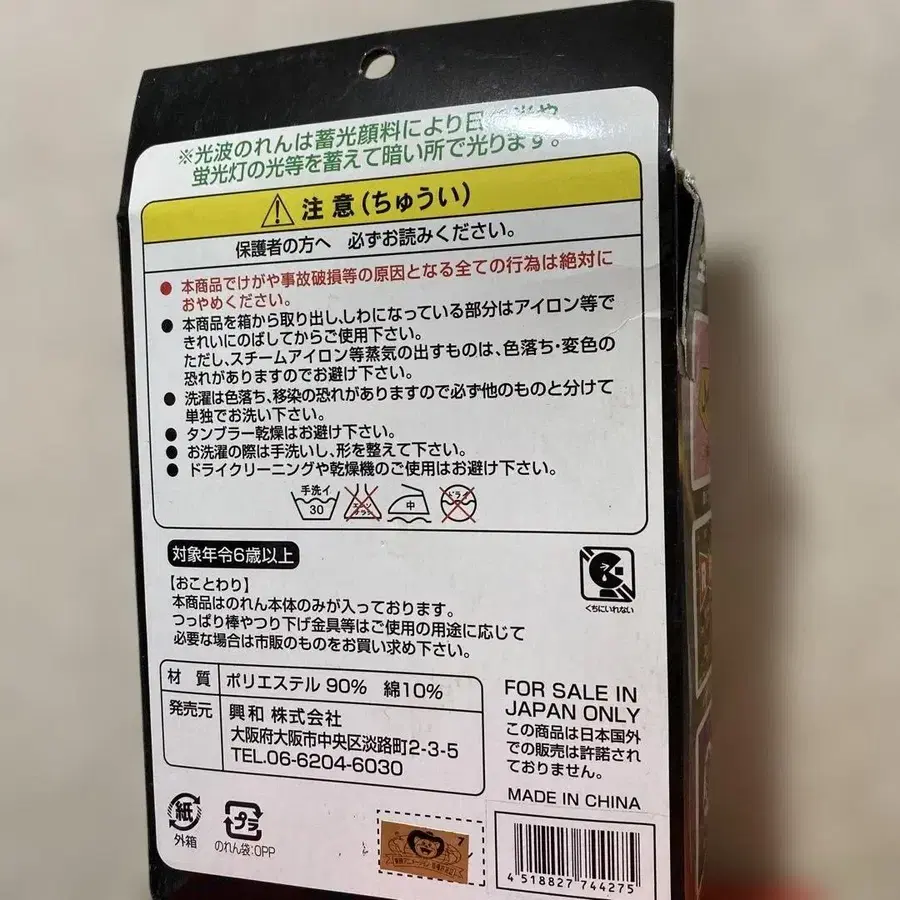 ※光波のれんは蓄光顔料により日の光や
蛍光灯の光等を蓄えて暗い所で光ります。
注意(ちゅうい)
保護者の方へ 必ずお読みください。
● 本商品でけがや事故破損等の原因となる全ての行為は絶対に
おやめください。
● 本商品を箱から取り出し、しわになっている部分はアイロン等で
きれいにのばしてからご使用下さい。
ただし、スチームアイロン等蒸気の出すものは、色落ち・変色の
恐れがありますのでお避け下さい。
● 洗濯は色落ち、移染の恐れがありますので必ず他のものと分けて
単独でお洗い下さい。
● タンブラー乾燥はお避け下さい。
● お洗濯の際は手洗いし、形を整えて下さい。
● ドライクリーニングや乾燥機のご使用はお避け下さい。
手洗イ
30
エンソ
サラシ
中
ドライ
対象年令6歳以上
【おことわり】
本商品はのれん本体のみが入っております。
つっぱり棒やつり下げ金具等はご使用の用途に応じて
必要な場合は市販のものをお買い求め下さい。
くちにいれない
材 質 ポリエステル 90% 綿10%
発売元 興和 株式会社
大阪府大阪市中央区淡路町2-3-5
TEL.06-6204-6030
FOR SALE IN
JAPAN ONLY
この商品は日本国外
での販売は許諾され
ておりません。
MADE IN CHINA
紙
外箱
プラ
のれん袋:OPP
7
4 518827 744275